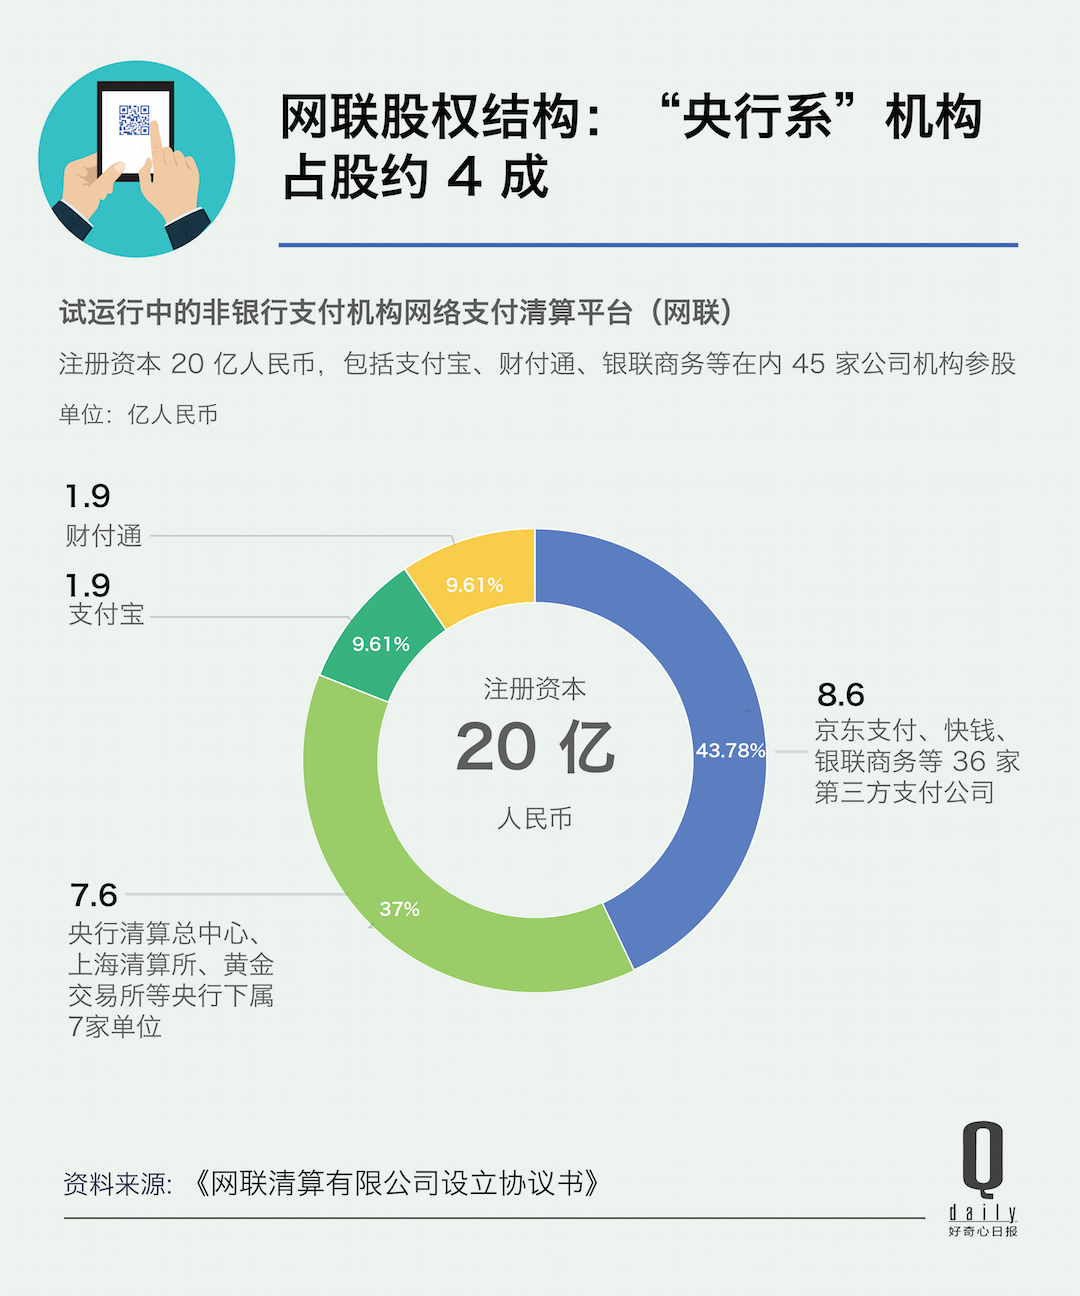 网联股权结构：“央行系”机构
占股约 4 成
试运行中的非银行支付机构网络支付清算平台（网联）
注册资本 20 亿人民币，包括支付宝、财付通、银联商务等在内 45 家公司机构参股
单位：亿人民币
1.9
财付通
1.9
支付宝
9.61%
9.61%
注册资本
20 亿
人民币
43.78%
8.6
京东支付、快钱、
银联商务等 36 家
第三方支付公司
37%
7.6
央行清算总中心、
上海清算所、黄金
交易所等央行下属
7家单位
资料来源：《网联清算有限公司设立协议书》
Q
daily
好奇心日报